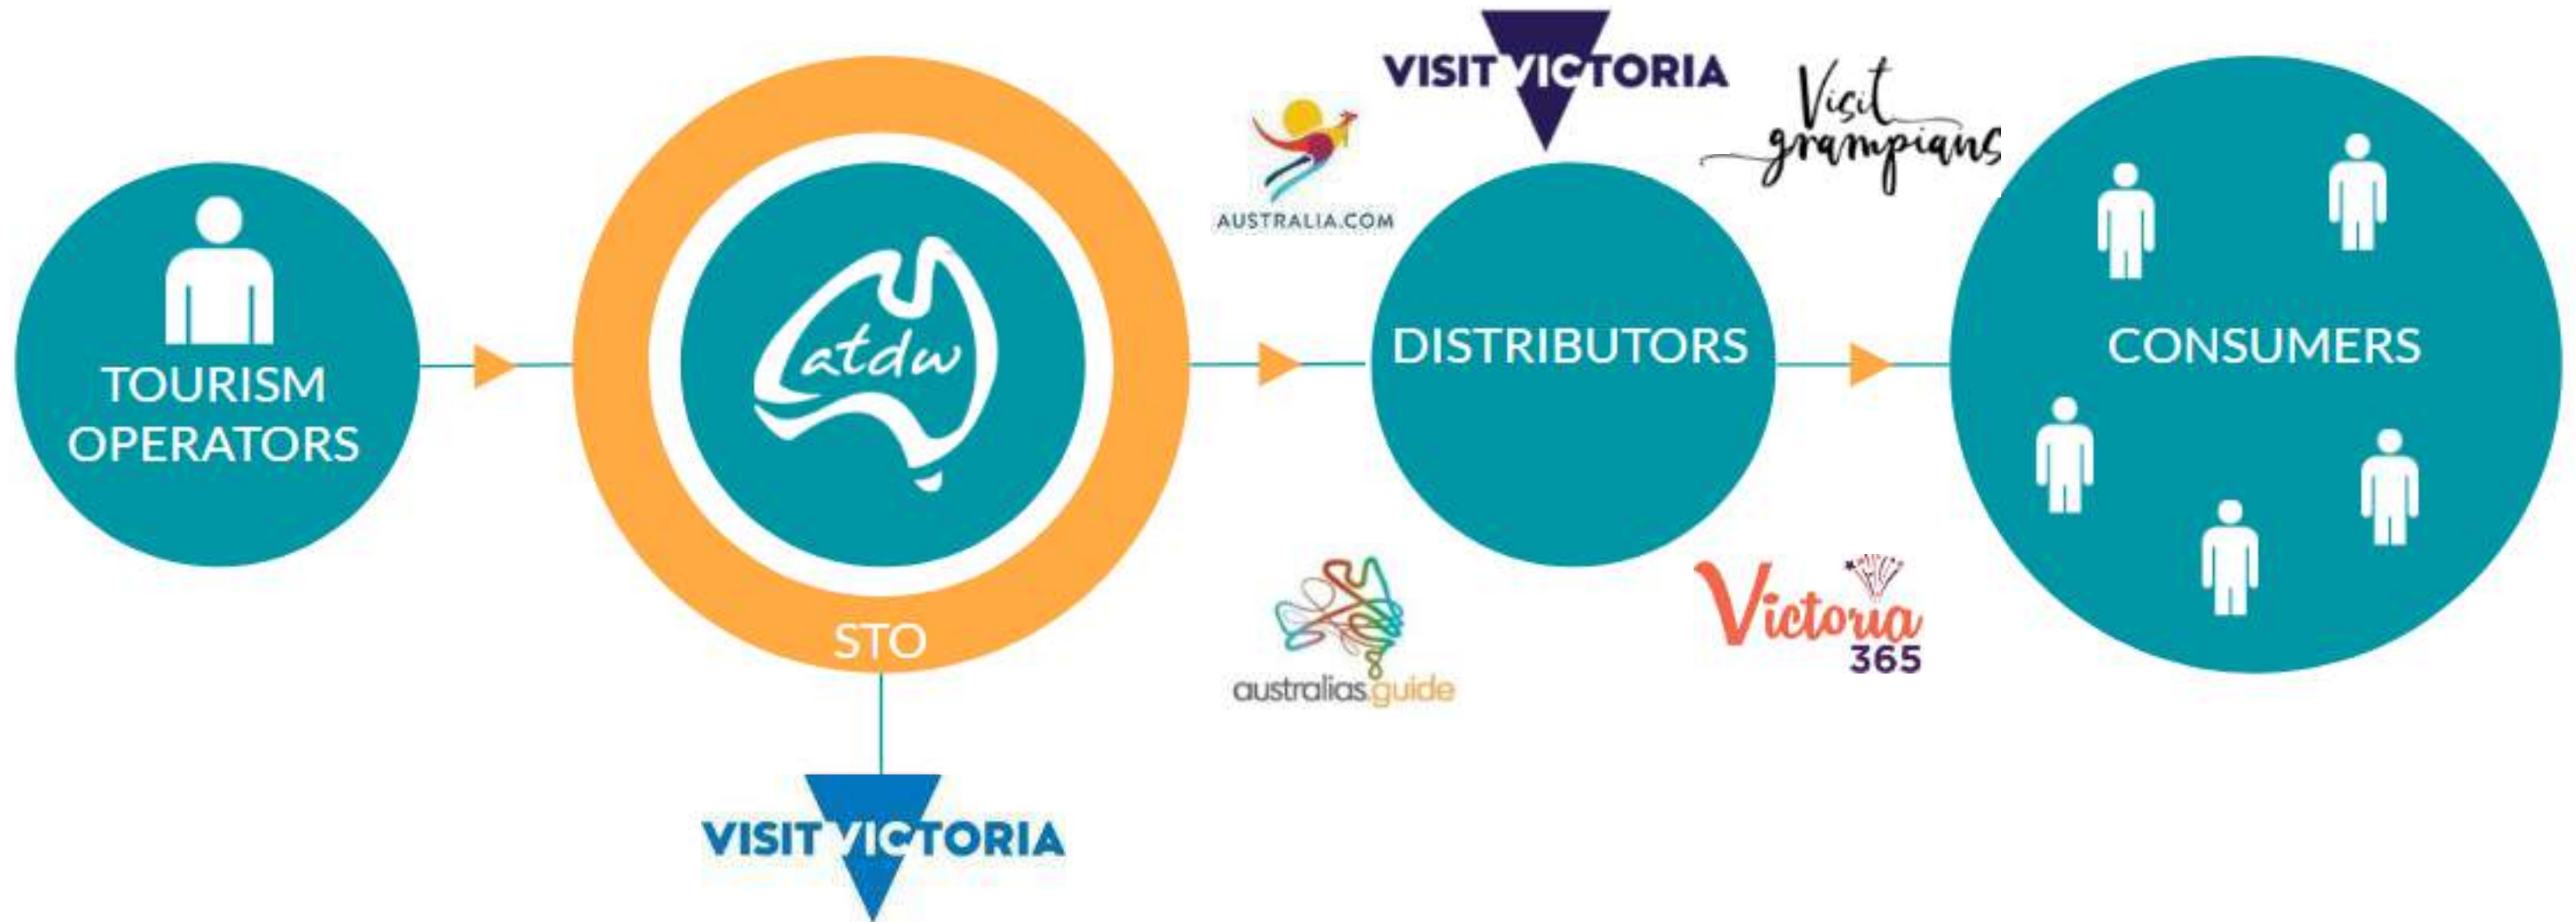 TOURISM
OPERATORS
atdw
STO
VISIT VICTORIA
AUSTRALIA.COM
VISIT VICTORIA
Visit
grampians
DISTRIBUTORS
australias.guide
Victoria
365
CONSUMERS